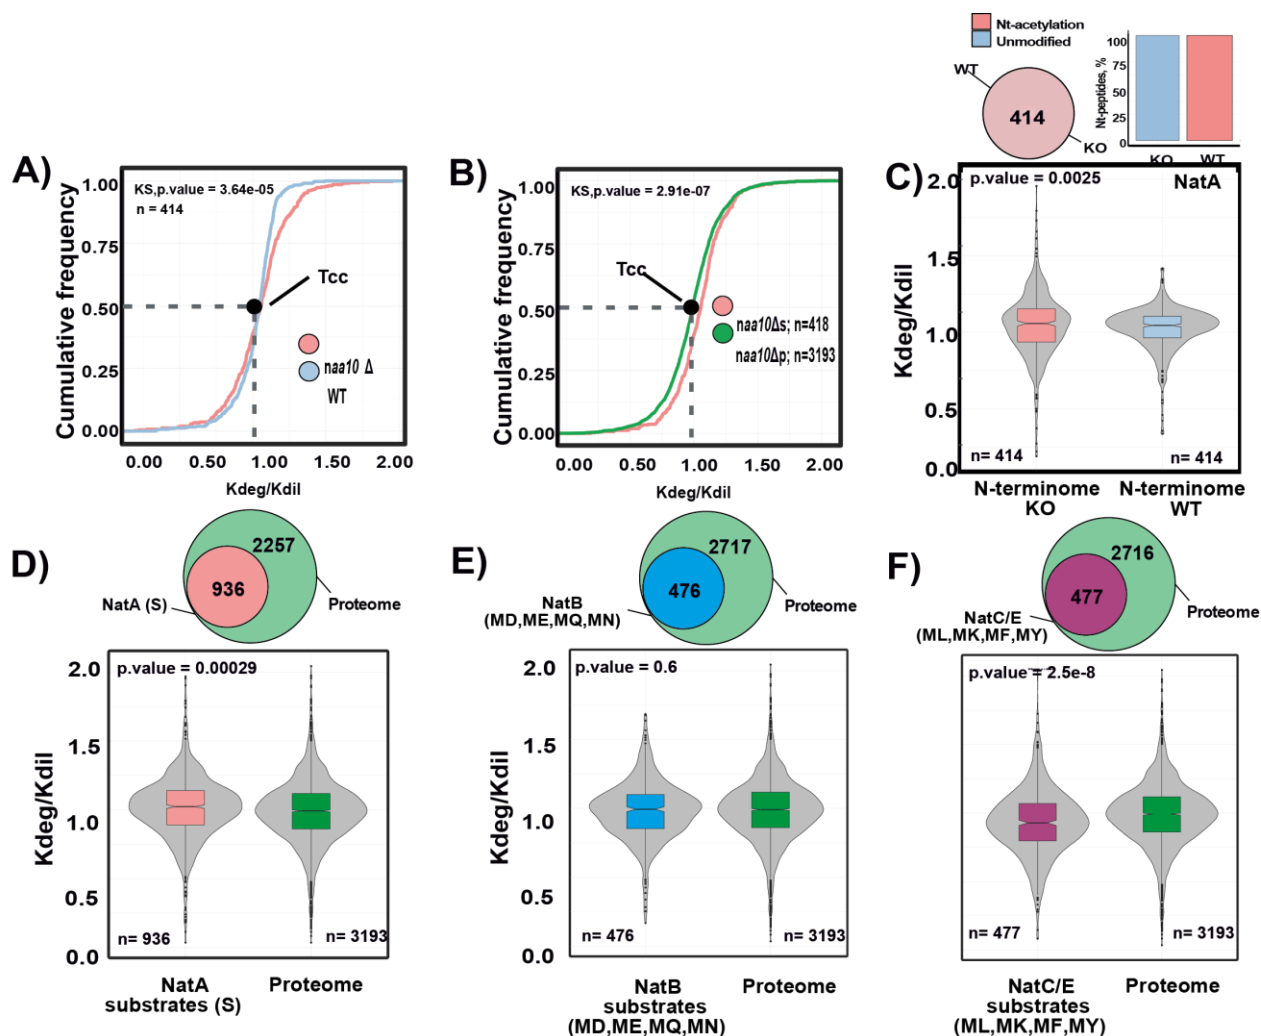 Nt-acetylation
Unmodified
WT
414
KO
Nt-peptides, %
100
75
50
25
0
KO
WT
A)
Cumulative frequency
1.00
0.75
0.50
0.25
0.00
KS,p.value = 3.64e-05
n = 414
Tcc
naa10 Δ
WT
0.00
0.50
1.00
1.50
2.00
Kdeg/Kdil
B)
Cumulative frequency
1.00
0.75
0.50
0.25
0.00
KS,p.value = 2.91e-07
Tcc
naa10Δs; n=418
naa10Δp; n=3193
0.00
0.50
1.00
1.50
2.00
Kdeg/Kdil
C)
Kdeg/Kdil
2.0
1.5
1.0
0.5
0.0
p.value = 0.0025
NatA
n= 414
n= 414
N-terminome
KO
N-terminome
WT
D)
2257
936
NatA (S)
Proteome
Kdeg/Kdil
2.0
1.5
1.0
0.5
0.0
p.value = 0.00029
n= 936
n= 3193
NatA
substrates (S)
Proteome
E)
2717
476
NatB
(MD,ME,MQ,MN)
Proteome
Kdeg/Kdil
2.0
1.5
1.0
0.5
0.0
p.value = 0.6
n= 476
n= 3193
NatB
substrates
(MD,ME,MQ,MN)
Proteome
F)
2716
477
NatC/E
(ML,MK,MF,MY)
Proteome
p.value = 2.5e-8
n= 477
n= 3193
NatC/E
substrates
(ML,MK,MF,MY)
Proteome